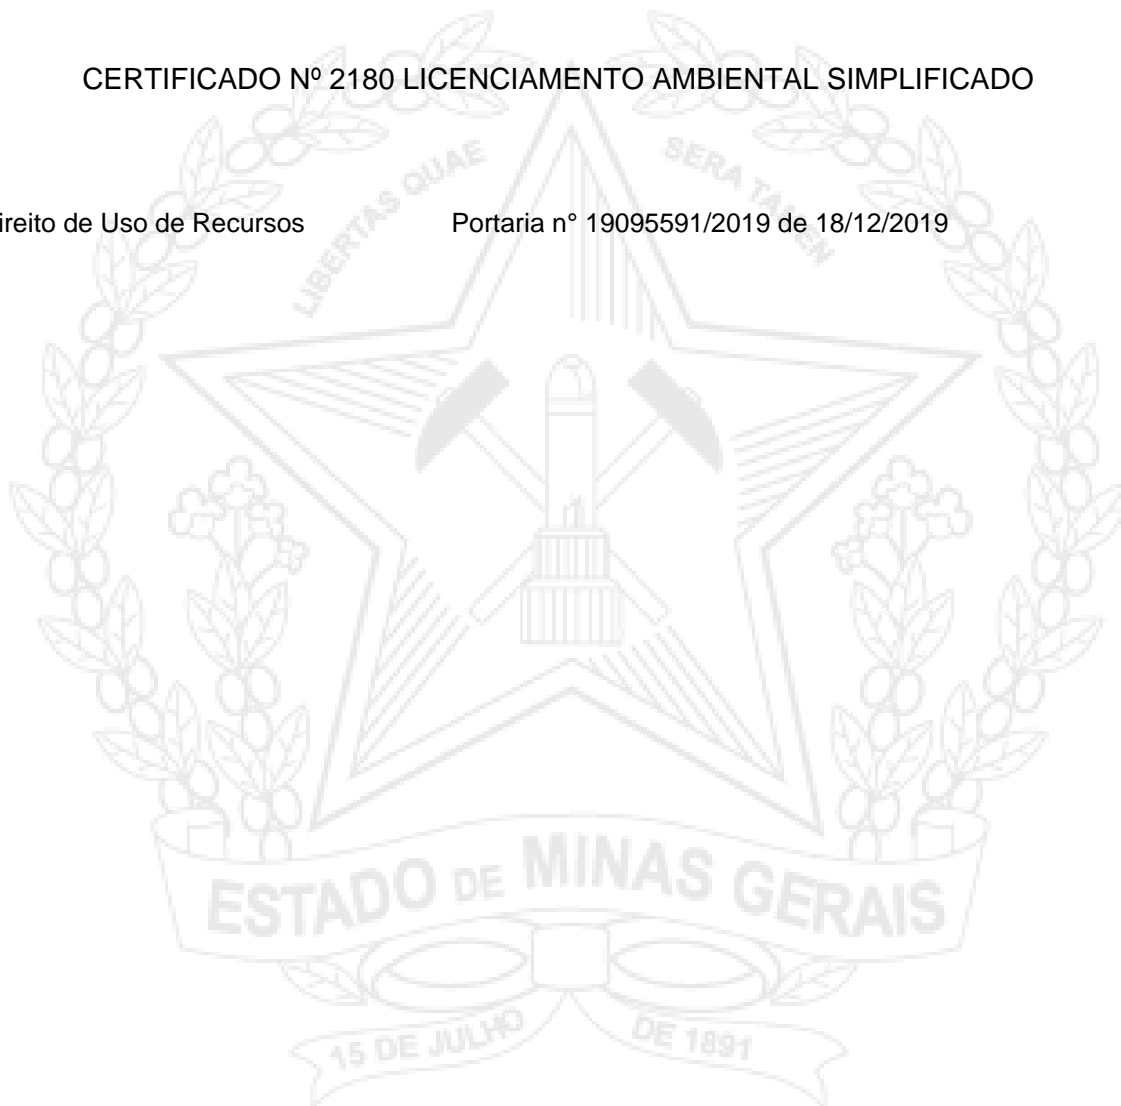 CERTIFICADO Nº 2180 LICENCIAMENTO AMBIENTAL SIMPLIFICADO
LIBERTAS QUAE SERA TAMEN
ireito de Uso de Recursos Portaria n° 19095591/2019 de 18/12/2019
ESTADO DE MINAS GERAIS
15 DE JULHO DE 1891